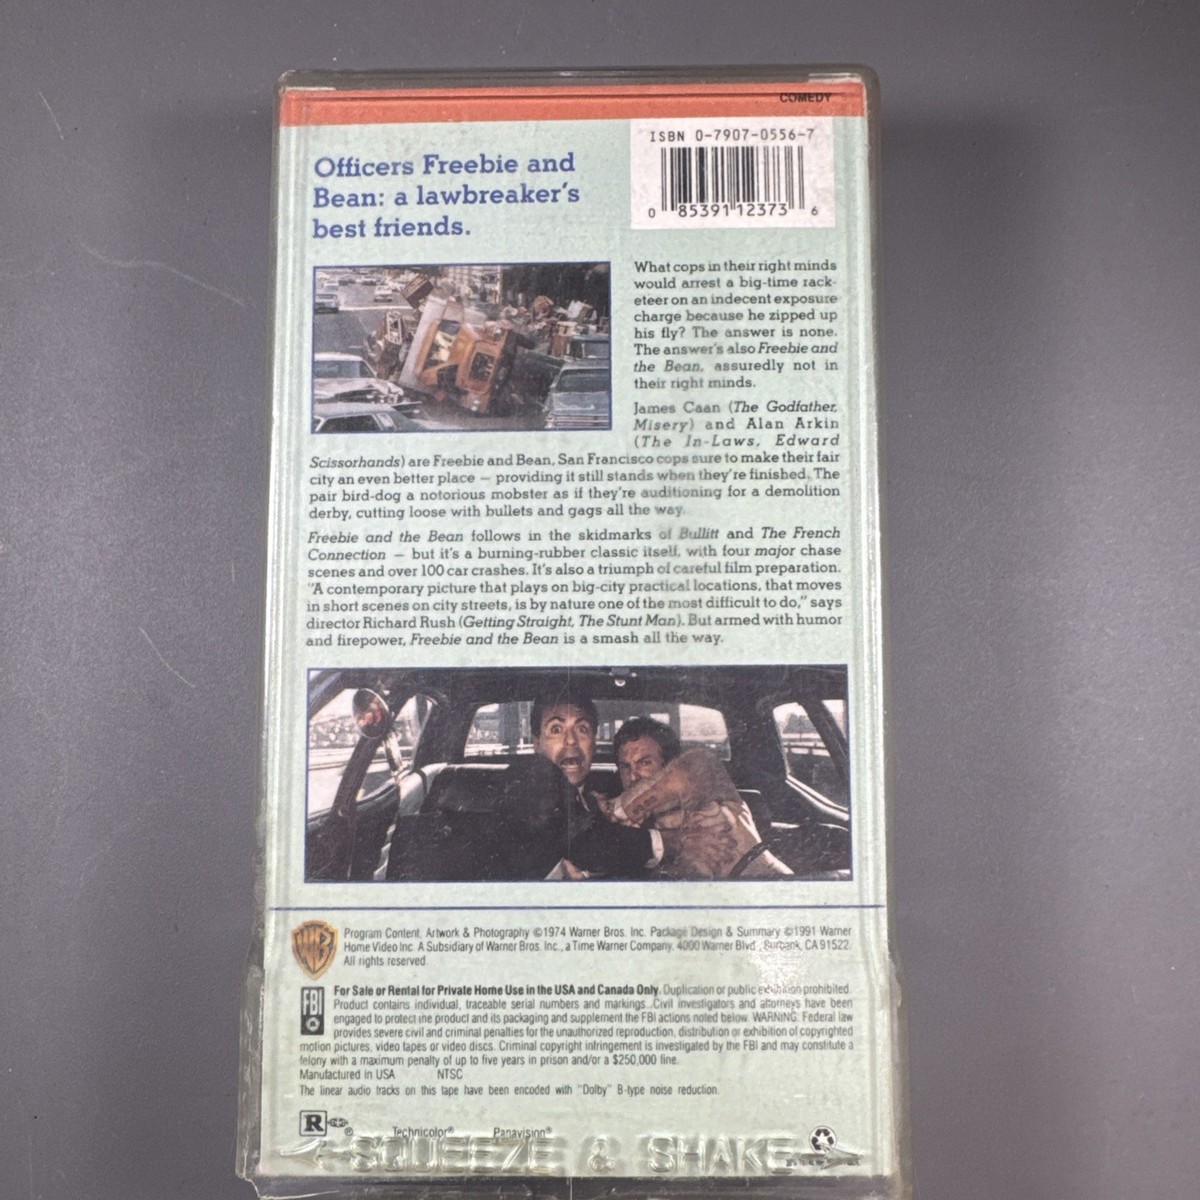 COMEDY
ISBN 0-7907-0556-7
0 85391 12373 6
Officers Freebie and
Bean: a lawbreaker's
best friends.
What cops in their right minds
would arrest a big-time rack-
eteer on an indecent exposure
charge because he zipped up
his fly? The answer is none.
The answer's also Freebie and
the Bean, assuredly not in
their right minds.
James Caan (The Godfather,
Misery) and Alan Arkin
(The In-Laws, Edward
Scissorhands) are Freebie and Bean, San Francisco cops sure to make their fair
city an even better place — providing it still stands when they're finished. The
pair bird-dog a notorious mobster as if they're auditioning for a demolition
derby, cutting loose with bullets and gags all the way.
Freebie and the Bean follows in the skidmarks of Bullitt and The French
Connection — but it's a burning-rubber classic itself, with four major chase
scenes and over 100 car crashes. It's also a triumph of careful film preparation.
"A contemporary picture that plays on big-city practical locations, that moves
in short scenes on city streets, is by nature one of the most difficult to do," says
director Richard Rush (Getting Straight, The Stunt Man). But armed with humor
and firepower, Freebie and the Bean is a smash all the way.
WB
Program Content, Artwork & Photography ©1974 Warner Bros. Inc. Package Design & Summary ©1991 Warner
Home Video Inc. A Subsidiary of Warner Bros. Inc., a Time Warner Company. 4000 Warner Blvd., Burbank, CA 91522.
All rights reserved.
FBI
For Sale or Rental for Private Home Use in the USA and Canada Only. Duplication or public exhibition prohibited.
Product contains individual, traceable serial numbers and markings. Civil investigators and attorneys have been
engaged to protect the product and its packaging and supplement the FBI actions noted below. WARNING: Federal law
provides severe civil and criminal penalties for the unauthorized reproduction, distribution or exhibition of copyrighted
motion pictures, video tapes or video discs. Criminal copyright infringement is investigated by the FBI and may constitute a
felony with a maximum penalty of up to five years in prison and/or a $250,000 fine.
Manufactured in USA NTSC
The linear audio tracks on this tape have been encoded with "Dolby" B-type noise reduction.
R ® Technicolor® Panavision®
SQUEEZE & SHAKE